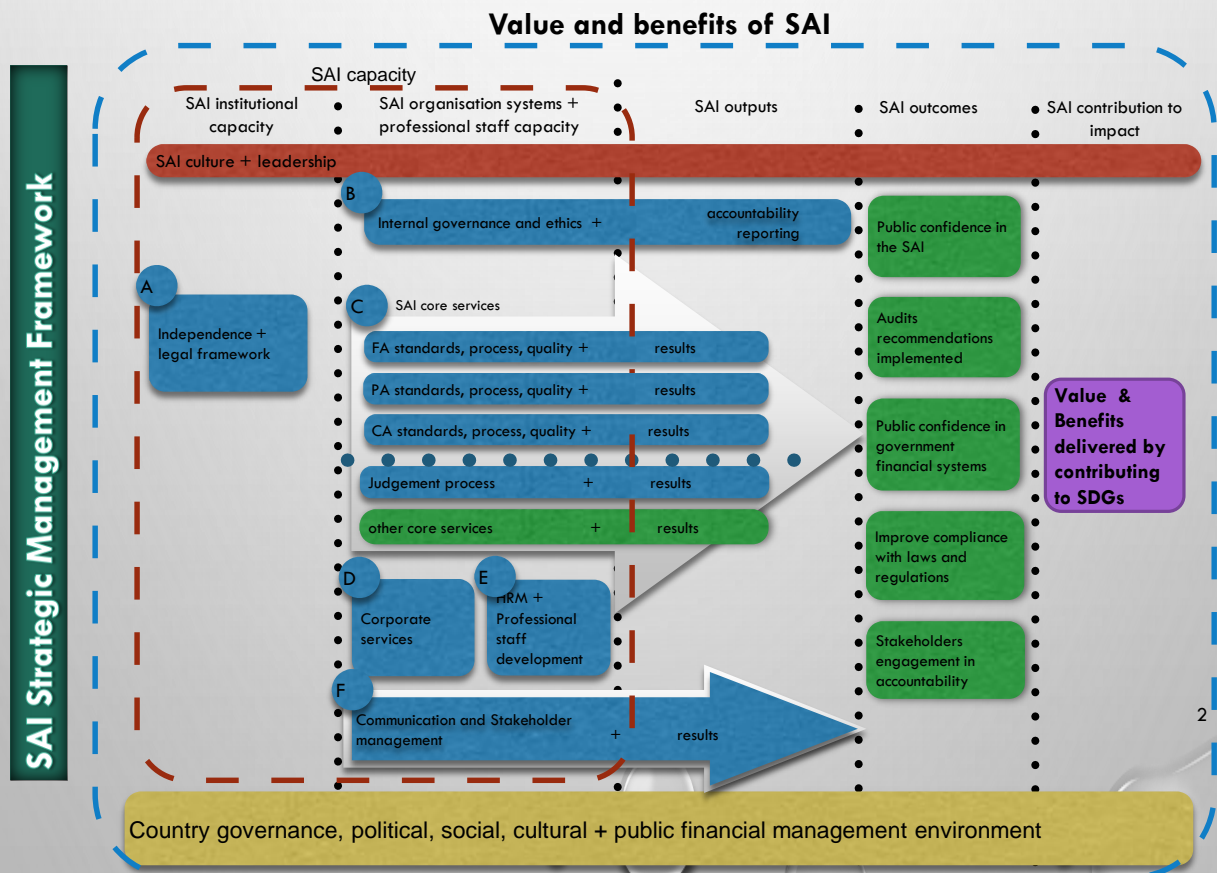 Value and benefits of SAI
SAI Strategic Management Framework
SAI capacity
SAI institutional
capacity
SAI organisation systems +
professional staff capacity
SAI outputs
SAI outcomes
SAI contribution to
impact
SAI culture + leadership
B
Internal governance and ethics +
accountability
reporting
Public confidence in
the SAI
A
Independence +
legal framework
C
SAI core services
FA standards, process, quality + results
PA standards, process, quality + results
CA standards, process, quality + results
Judgement process + results
other core services + results
Audits
recommendations
implemented
Public confidence in
government
financial systems
Value &
Benefits
delivered by
contributing
to SDGs
Improve compliance
with laws and
regulations
D
Corporate
services
E
HRM +
Professional
staff
development
Stakeholders
engagement in
accountability
F
Communication and Stakeholder
management + results
2
Country governance, political, social, cultural + public financial management environment